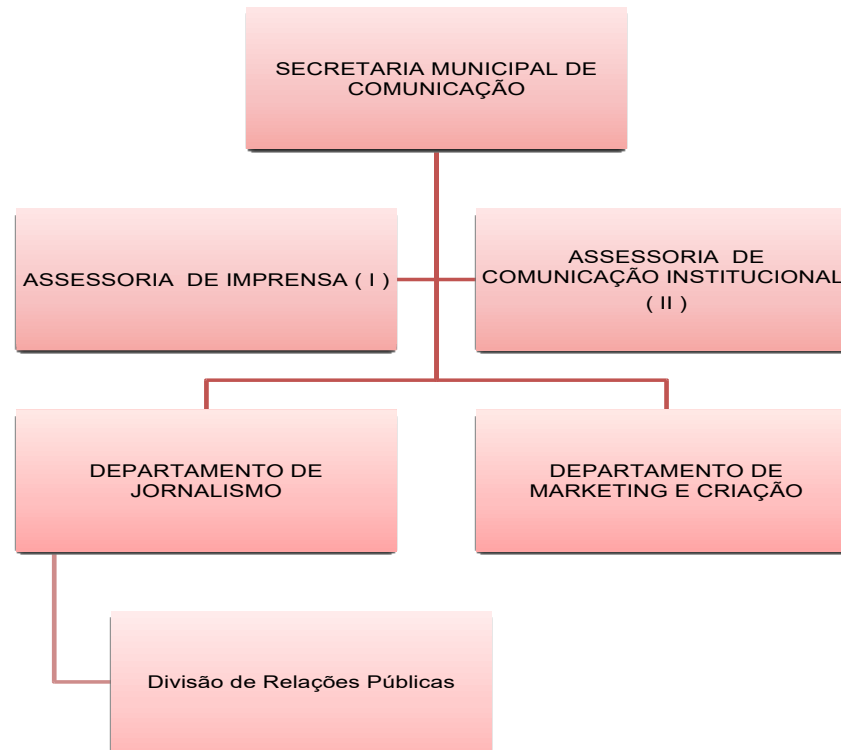 SECRETARIA MUNICIPAL DE
COMUNICAÇÃO
ASSESSORIA DE IMPRENSA ( I )
ASSESSORIA DE
COMUNICAÇÃO INSTITUCIONAL
( II )
DEPARTAMENTO DE
JORNALISMO
DEPARTAMENTO DE
MARKETING E CRIAÇÃO
Divisão de Relações Públicas